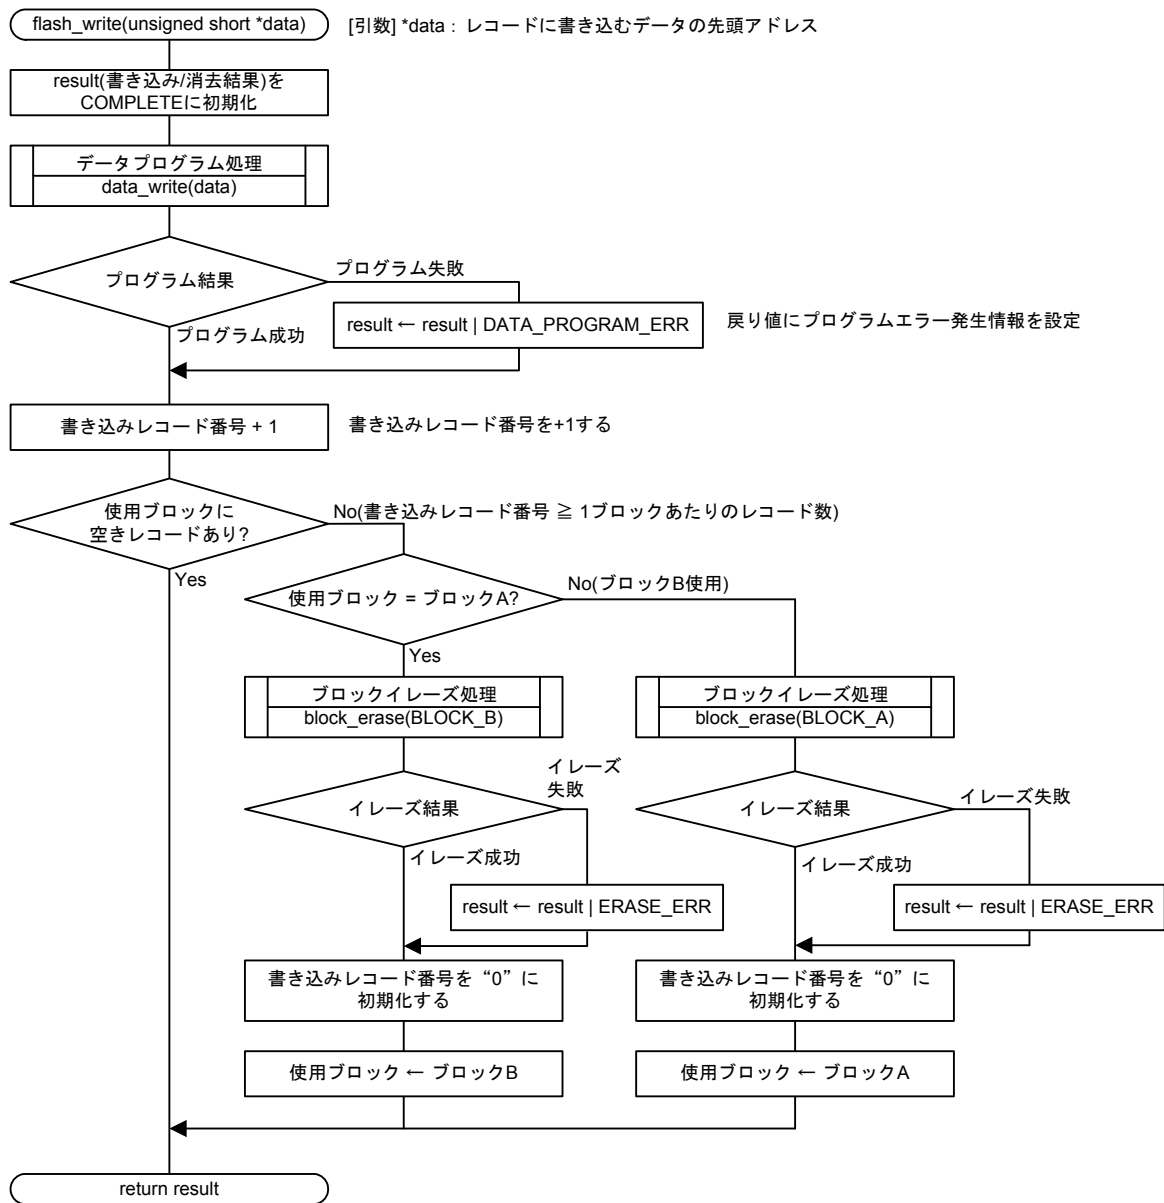 flash_write(unsigned short *data)
[引数] *data : レコードに書き込むデータの先頭アドレス
result(書き込み/消去結果)を
COMPLETEに初期化
データプログラム処理
data_write(data)
プログラム結果
プログラム失敗
プログラム成功
result ← result | DATA_PROGRAM_ERR
戻り値にプログラムエラー発生情報を設定
書き込みレコード番号 + 1
書き込みレコード番号を+1する
使用ブロックに
空きレコードあり?
No(書き込みレコード番号 ≧ 1ブロックあたりのレコード数)
Yes
使用ブロック = ブロックA?
No(ブロックB使用)
Yes
ブロックイレーズ処理
block_erase(BLOCK_B)
ブロックイレーズ処理
block_erase(BLOCK_A)
イレーズ結果
イレーズ
失敗
イレーズ成功
イレーズ結果
イレーズ失敗
イレーズ成功
result ← result | ERASE_ERR
result ← result | ERASE_ERR
書き込みレコード番号を“0”に
初期化する
書き込みレコード番号を“0”に
初期化する
使用ブロック ← ブロックB
使用ブロック ← ブロックA
return result